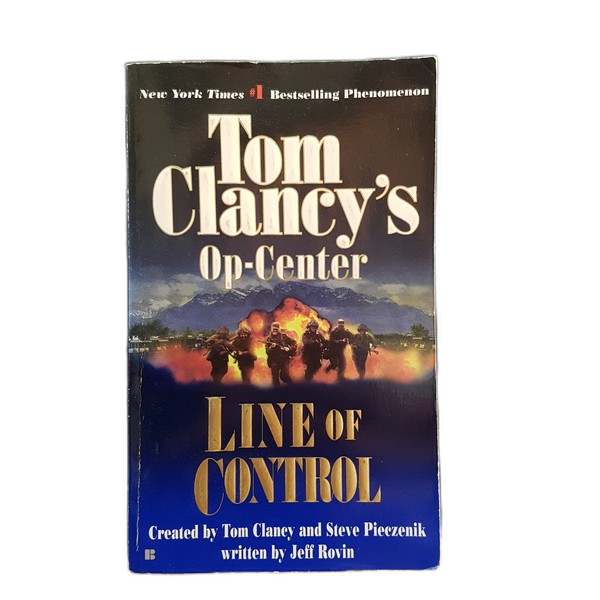 New York Times #1 Bestselling Phenomenon
Tom
Clancy's
Op-Center
LINE OF
CONTROL
Created by Tom Clancy and Steve Pieczenik
written by Jeff Rovin
B